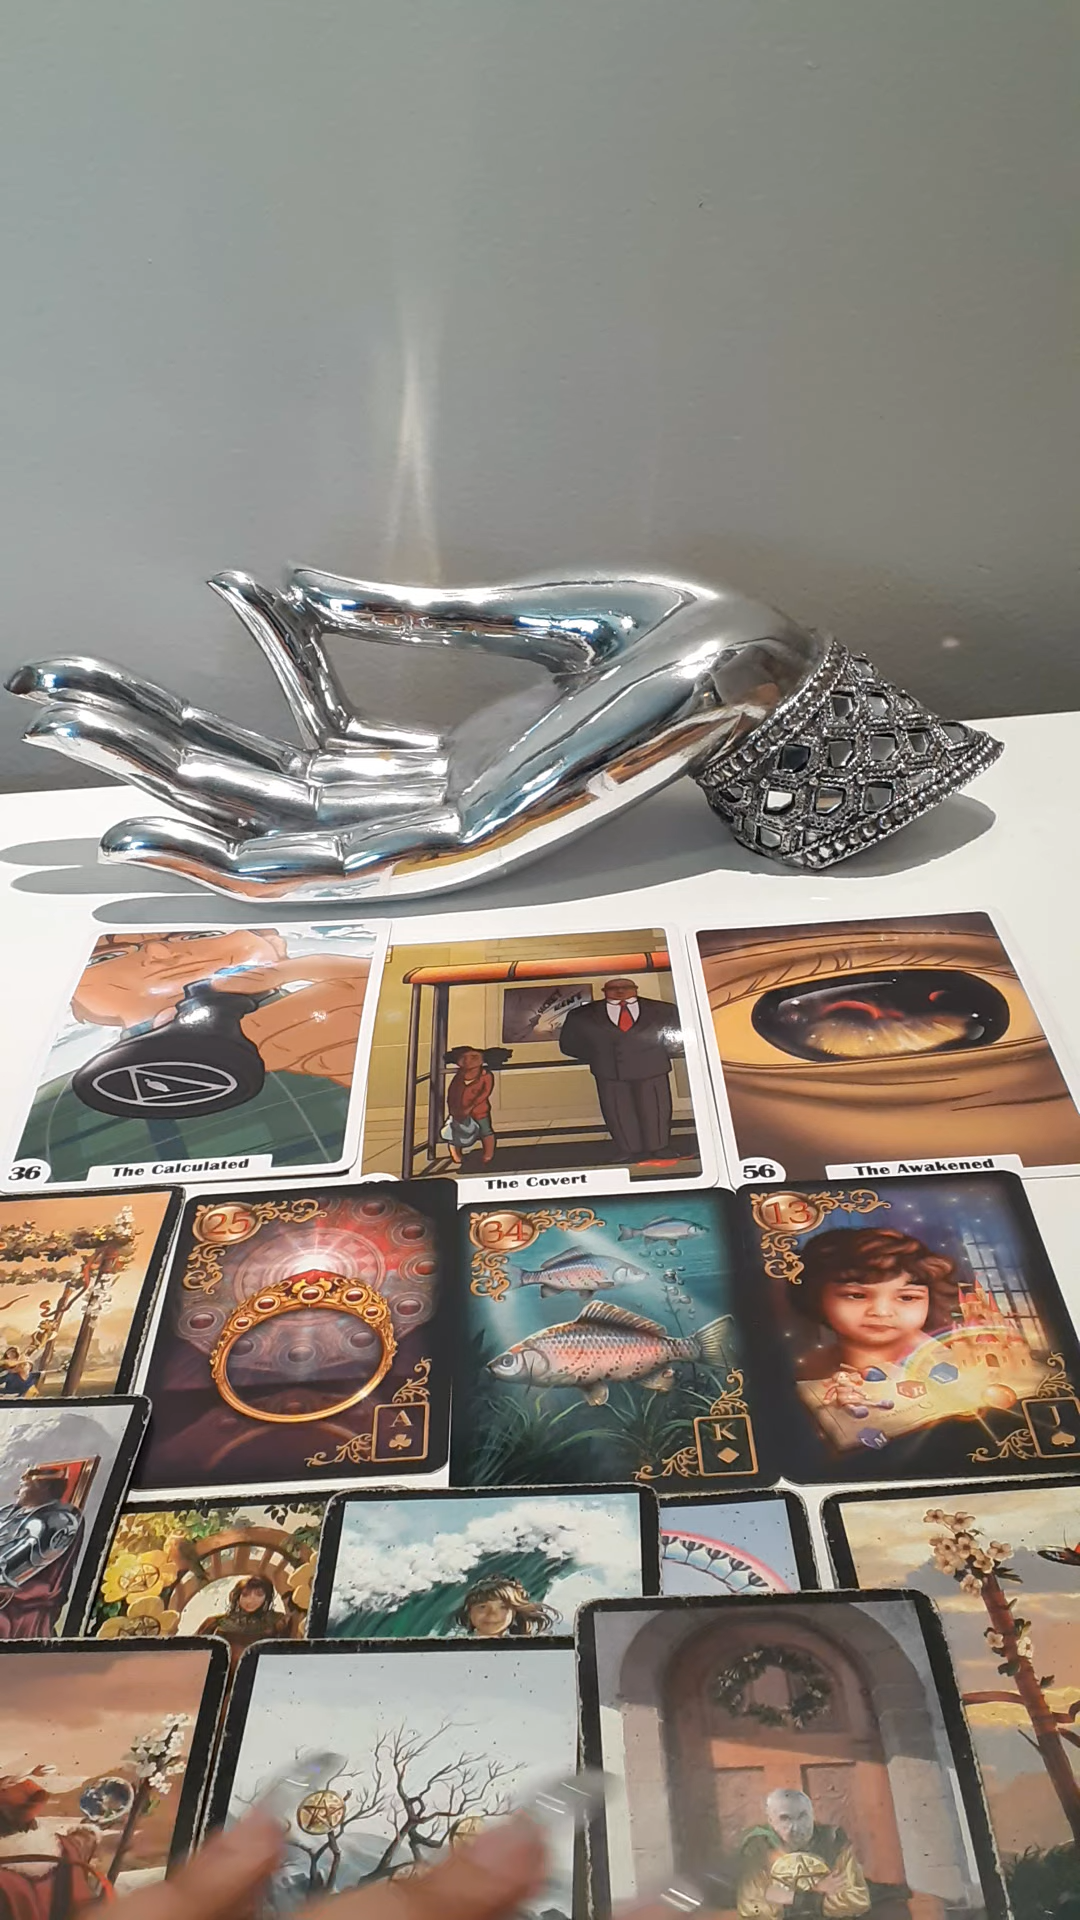 36
The Calculated
The Covert
56
The Awakened
25
A
34
K
13
J